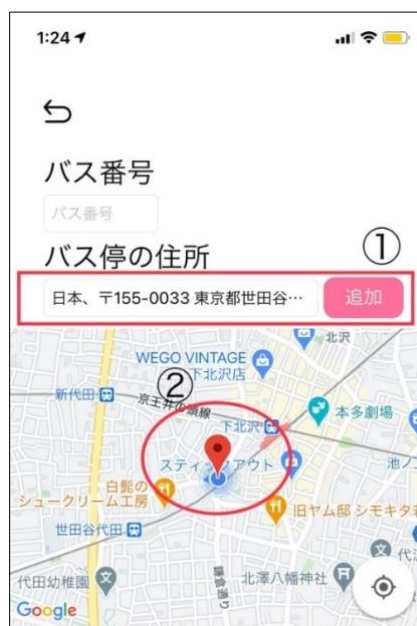 1:24
バス番号
バス番号
バス停の住所
①
日本、〒155-0033 東京都世田谷…
追加
北沢
WEGO VINTAGE
下北沢店
②
新代田
京王井の頭線
下北沢
本多劇場
スティックアウト
池ノ
白髭の
シュークリーム工房
旧ヤム邸 シモキタ
世田谷代田
代
代田幼稚園
鎌倉通り
北澤八幡神社
Google